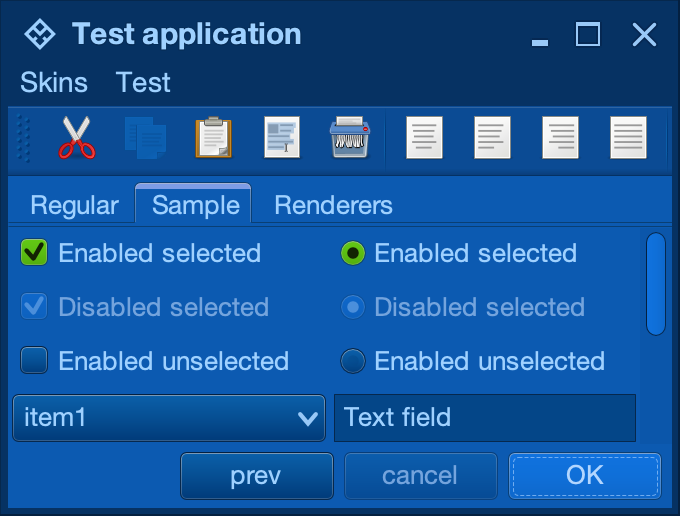 Test application
Skins Test
Regular Sample Renderers
Enabled selected Enabled selected
Disabled selected Disabled selected
Enabled unselected Enabled unselected
item1 Text field
prev cancel OK